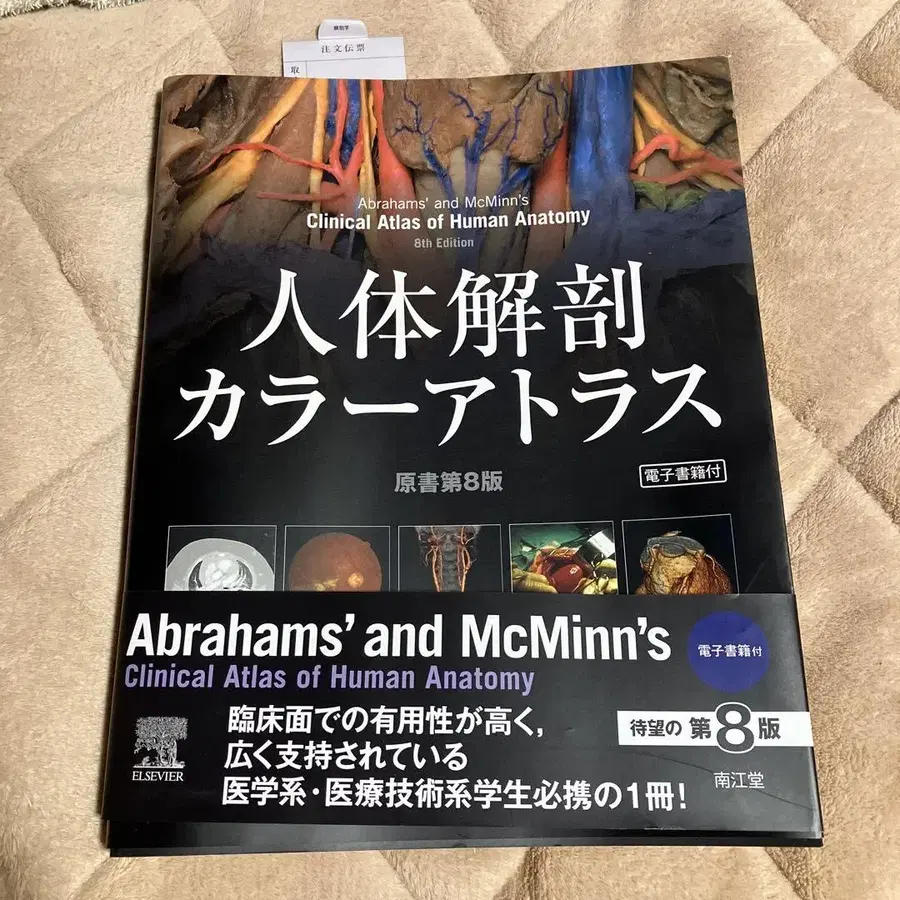 解剖学
注文伝票
取
Abrahams' and McMinn's
Clinical Atlas of Human Anatomy
8th Edition
人体解剖
カラーアトラス
原書第8版
電子書籍付
Abrahams' and McMinn's
Clinical Atlas of Human Anatomy
電子書籍付
臨床面での有用性が高く,
広く支持されている
医学系・医療技術系学生必携の1冊!
待望の 第8版
ELSEVIER
南江堂